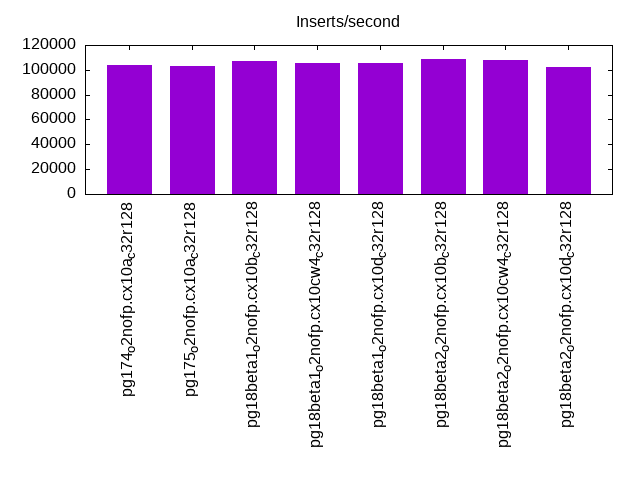 Inserts/second
120000
100000
80000
60000
40000
20000
0
pg174o2nofp.cx10ac32r128
pg175o2nofp.cx10ac32r128
pg18beta1o2nofp.cx10bc32r128
pg18beta1o2nofp.cx10cw4c32r128
pg18beta1o2nofp.cx10dc32r128
pg18beta2o2nofp.cx10bc32r128
pg18beta2o2nofp.cx10cw4c32r128
pg18beta2o2nofp.cx10dc32r128